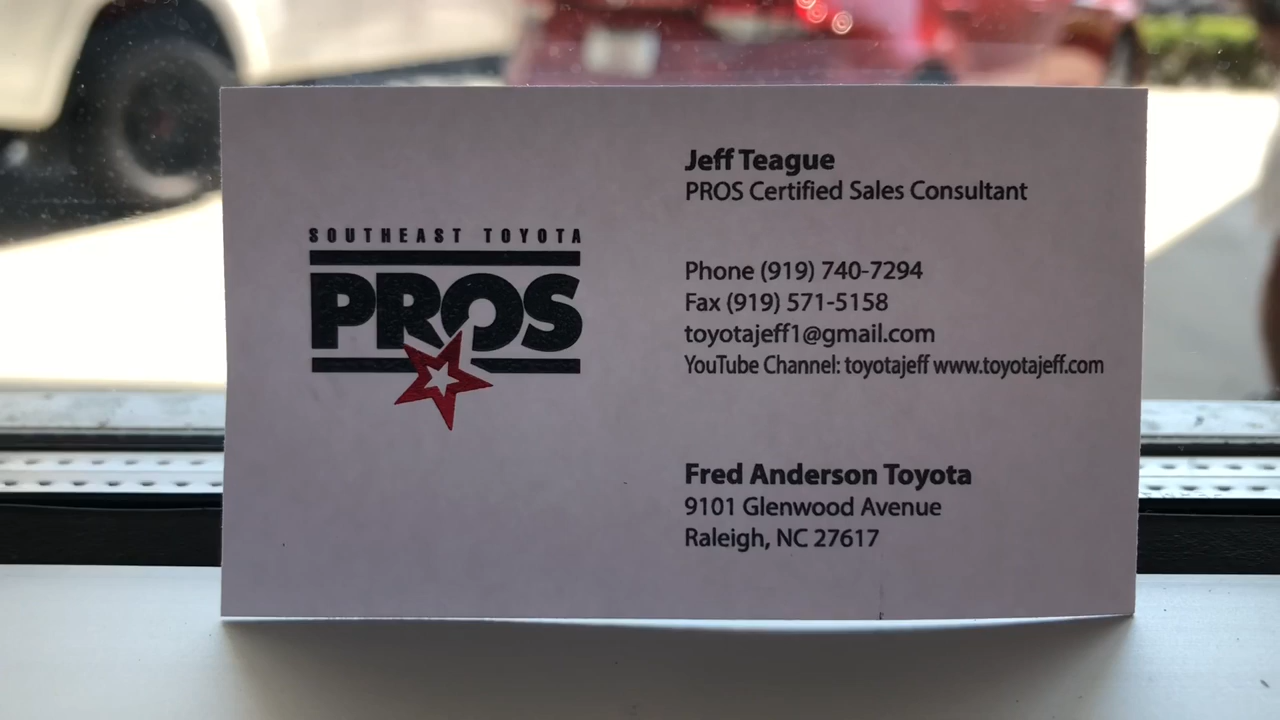 SOUTHEAST TOYOTA
PROS
Jeff Teague
PROS Certified Sales Consultant
Phone (919) 740-7294
Fax (919) 571-5158
toyotajeff1@gmail.com
YouTube Channel: toyotajeff www.toyotajeff.com
Fred Anderson Toyota
9101 Glenwood Avenue
Raleigh, NC 27617